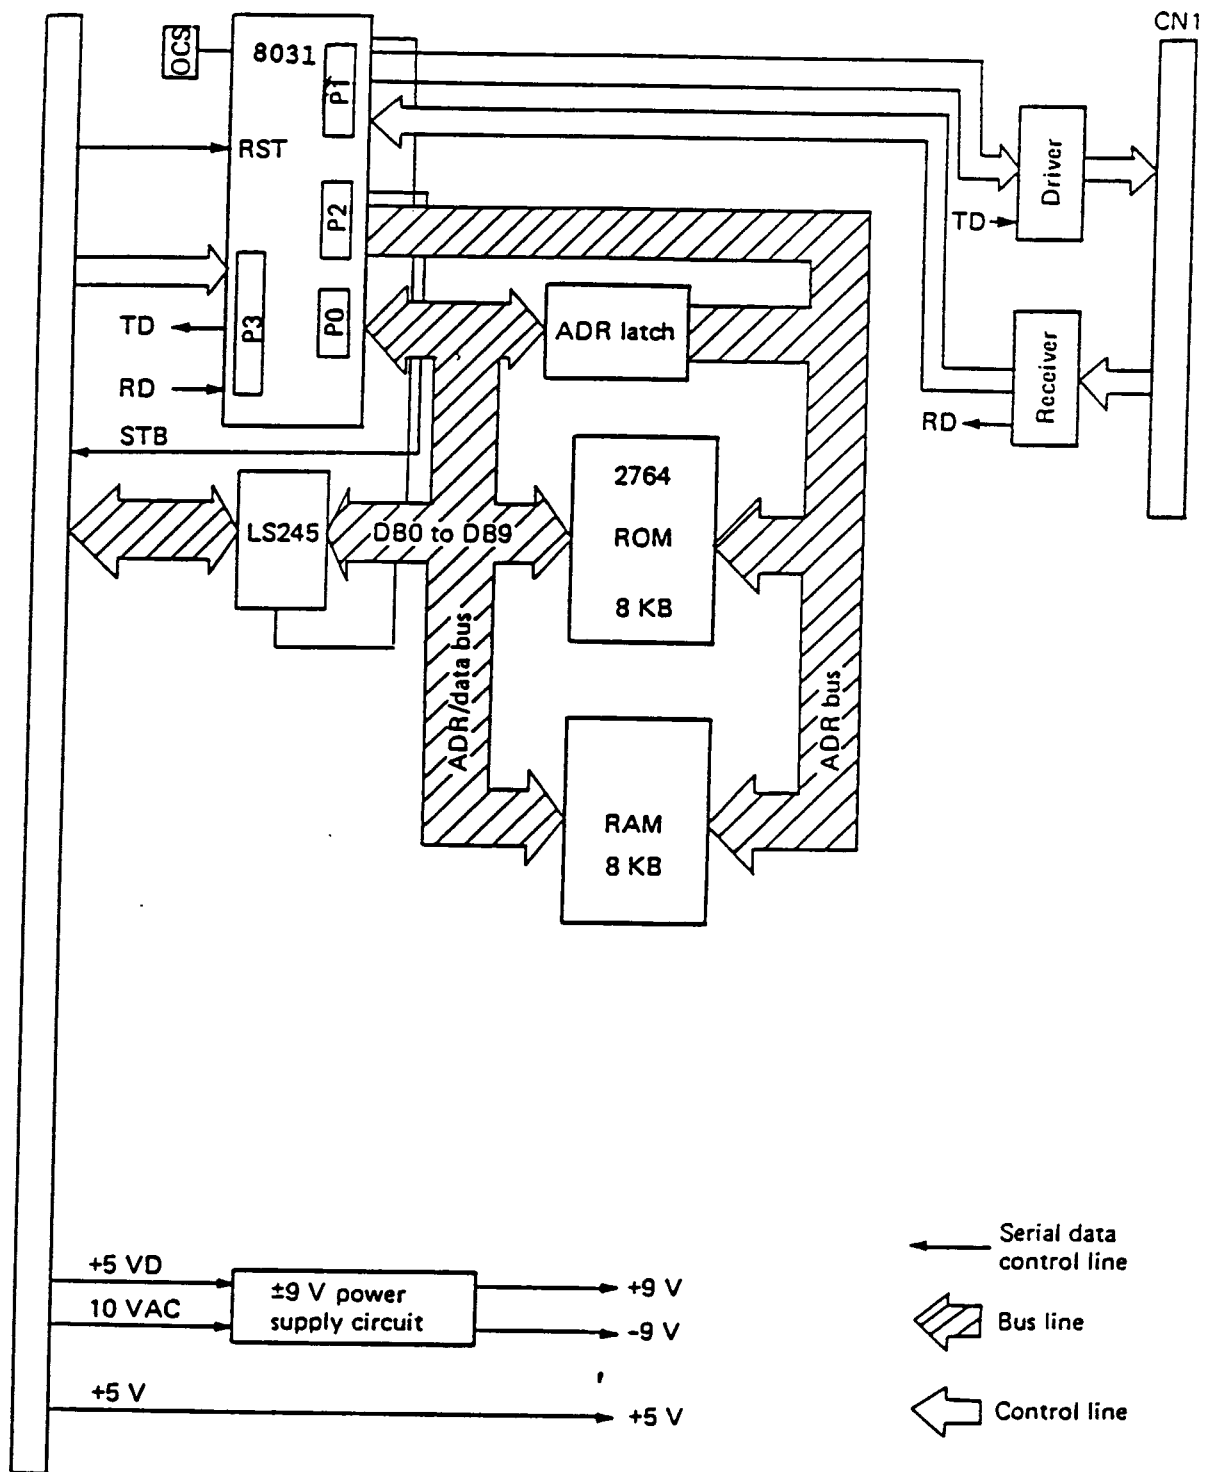 CN1
OCS
8031
P1
RST
P2
P3
P0
TD
RD
STB
Driver
TD
Receiver
RD
ADR latch
LS245
DB0 to DB9
2764
ROM
8 KB
ADR/data bus
ADR bus
RAM
8 KB
+5 VD
10 VAC
±9 V power
supply circuit
+9 V
-9 V
+5 V
+5 V
Serial data
control line
Bus line
Control line